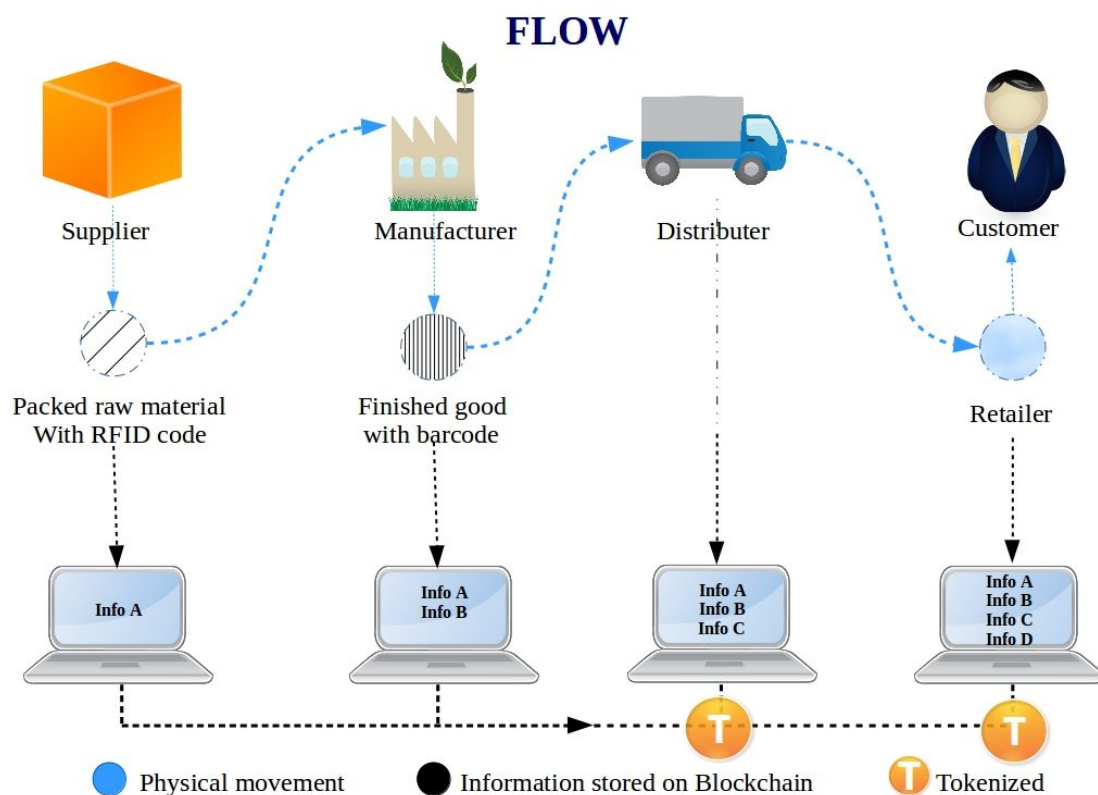 FLOW
Supplier
Manufacturer
Distributer
Customer
Packed raw material
With RFID code
Finished good
with barcode
Retailer
Info A
Info A
Info B
Info A
Info B
Info C
Info A
Info B
Info C
Info D
T
T
Physical movement
Information stored on Blockchain
T
Tokenized